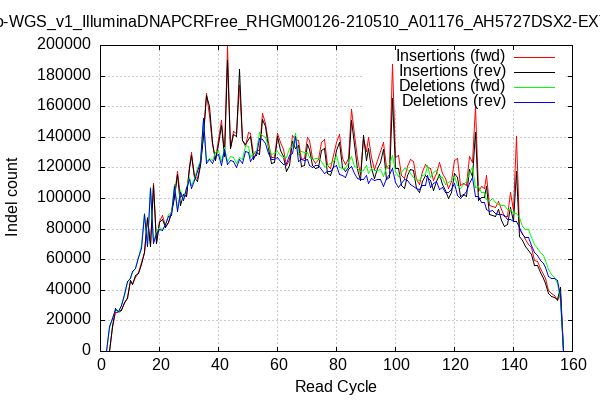 o-WGS_v1_IlluminaDNAPCRFree_RHGM00126-210510_A01176_AH5727DSX2-EX
Insertions (fwd)
Insertions (rev)
Deletions (fwd)
Deletions (rev)
Indel count
200000
180000
160000
140000
120000
100000
80000
60000
40000
20000
0
0 20 40 60 80 100 120 140 160
Read Cycle